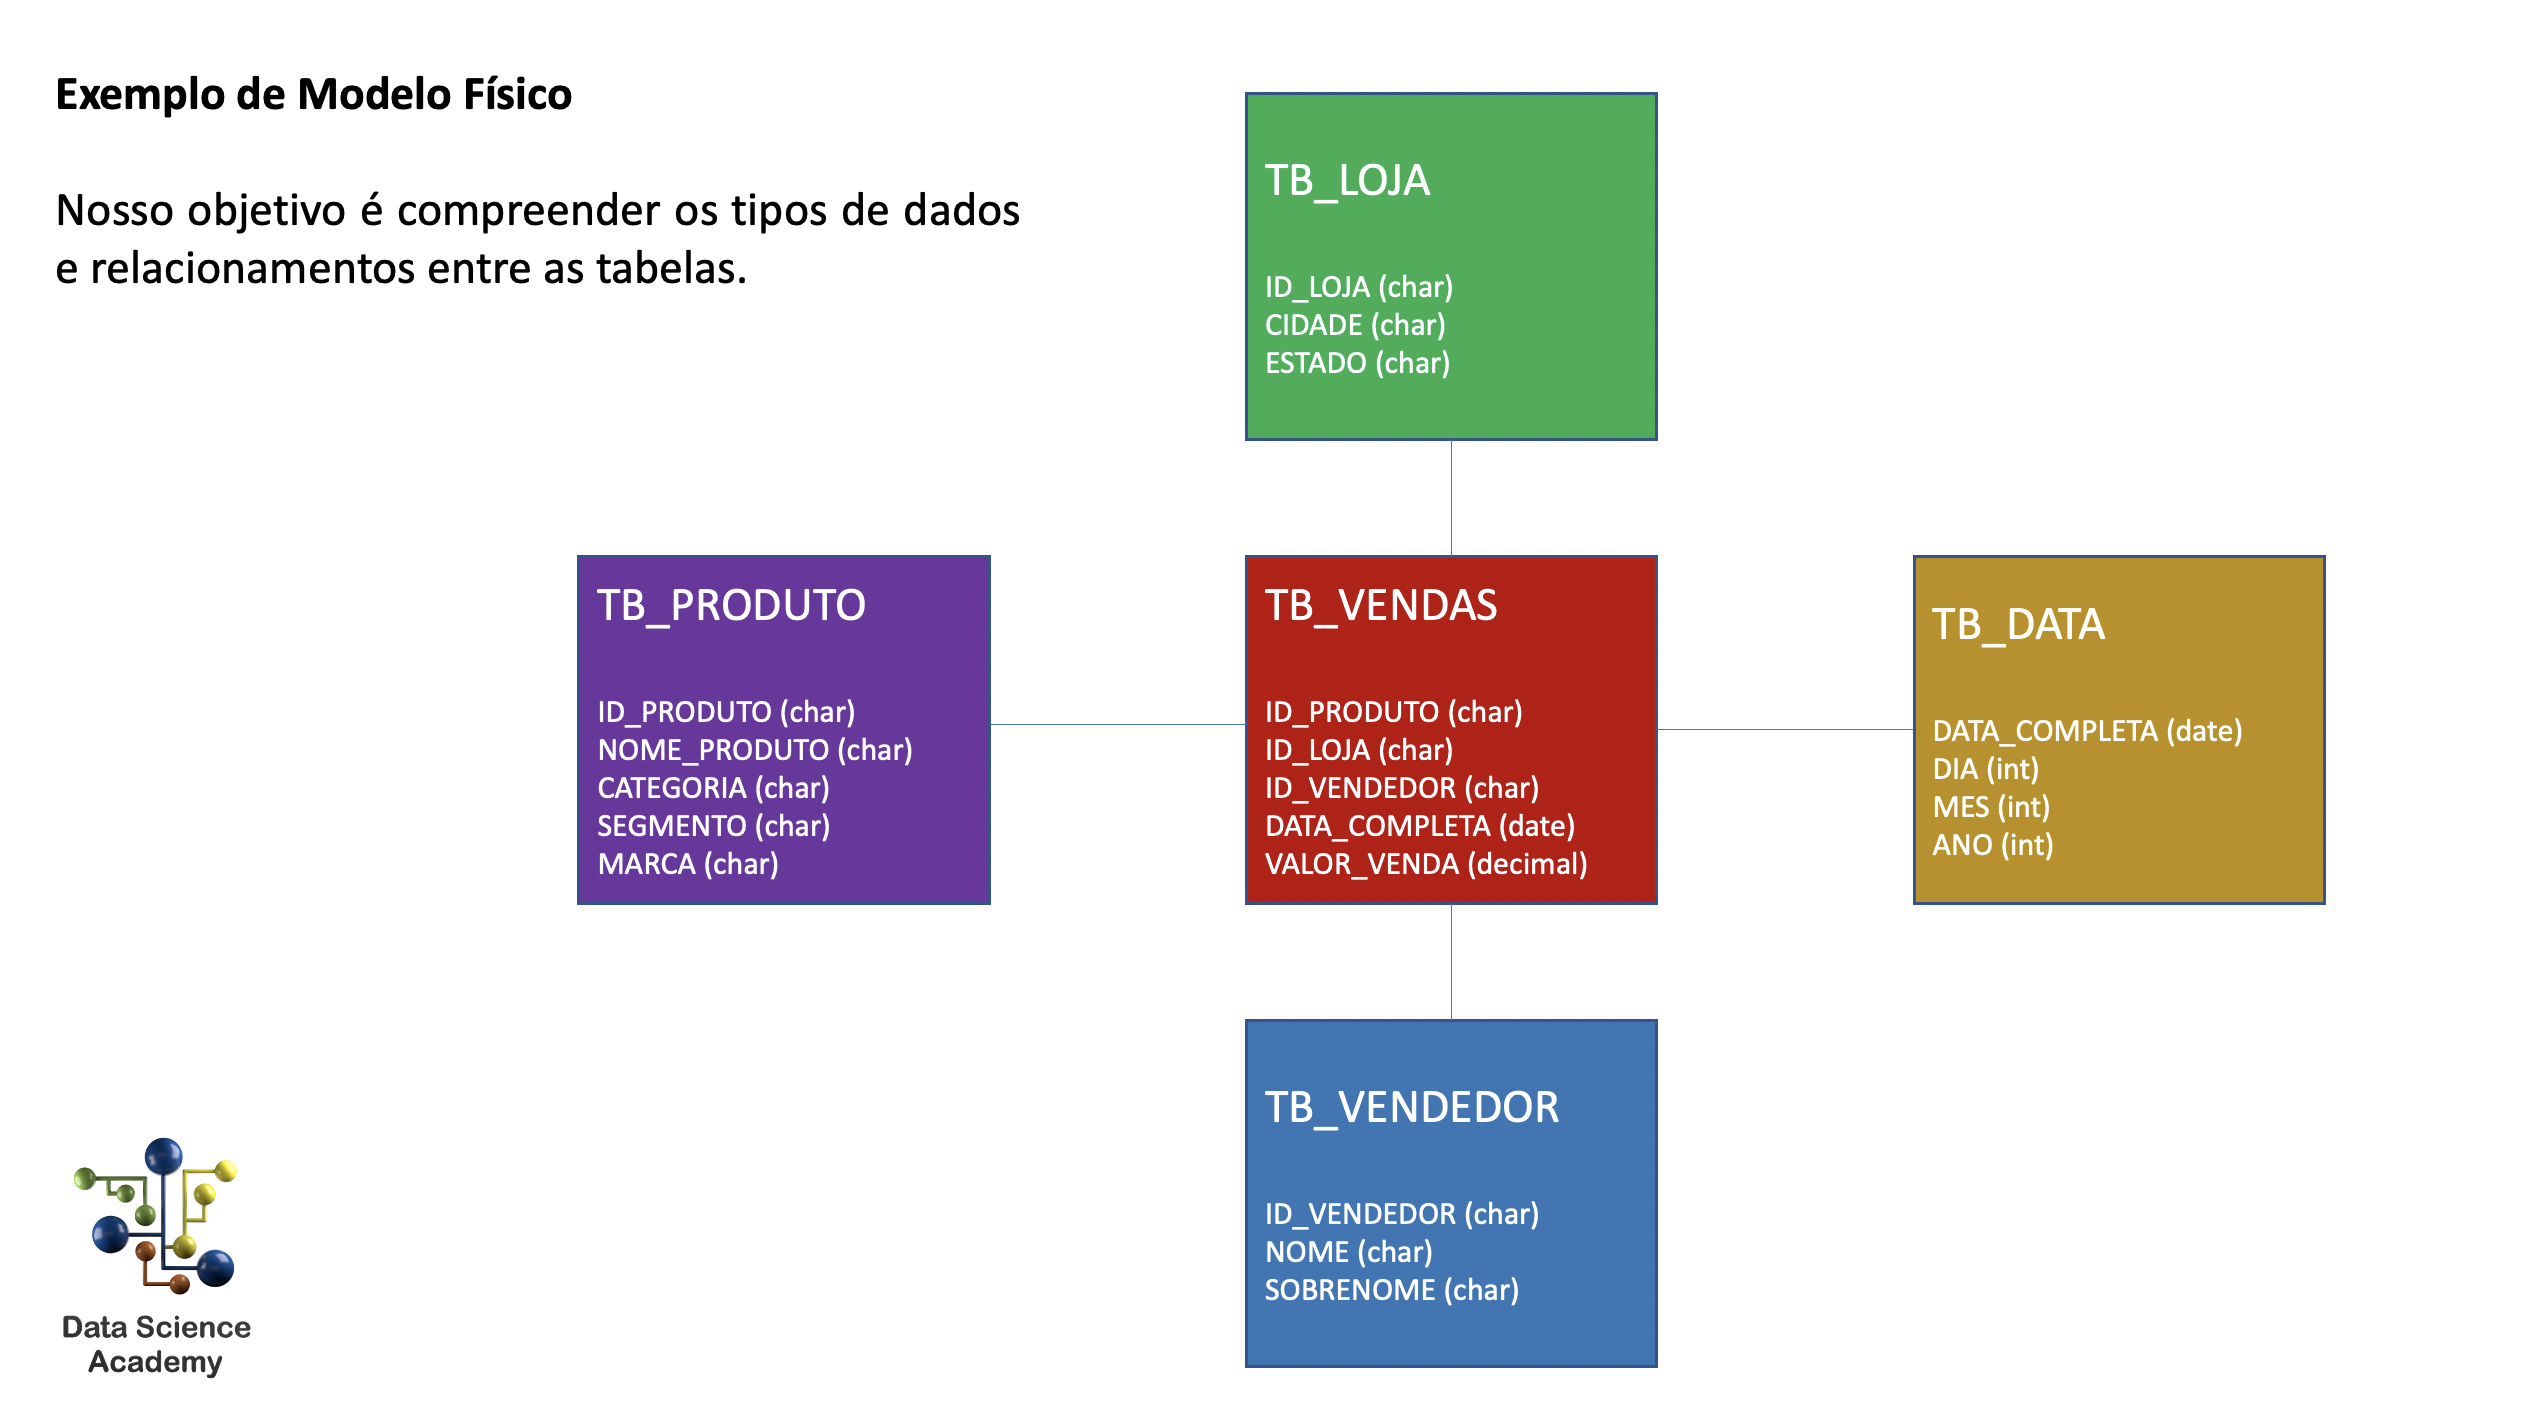 Exemplo de Modelo Físico
Nosso objetivo é compreender os tipos de dados
e relacionamentos entre as tabelas.
TB_LOJA
ID_LOJA (char)
CIDADE (char)
ESTADO (char)
TB_PRODUTO
ID_PRODUTO (char)
NOME_PRODUTO (char)
CATEGORIA (char)
SEGMENTO (char)
MARCA (char)
TB_VENDAS
ID_PRODUTO (char)
ID_LOJA (char)
ID_VENDEDOR (char)
DATA_COMPLETA (date)
VALOR_VENDA (decimal)
TB_DATA
DATA_COMPLETA (date)
DIA (int)
MES (int)
ANO (int)
TB_VENDEDOR
ID_VENDEDOR (char)
NOME (char)
SOBRENOME (char)
Data Science
Academy